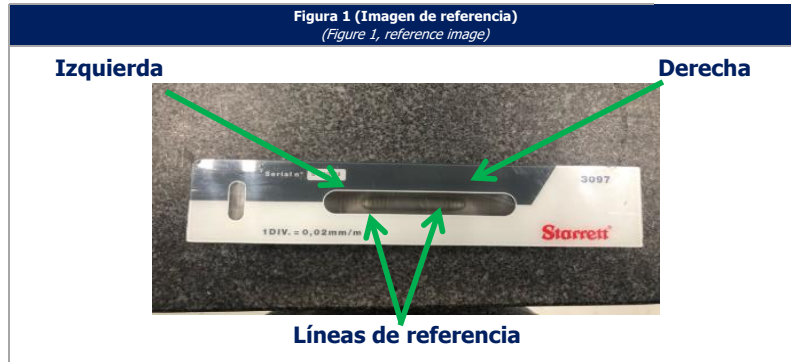 Figura 1 (Imagen de referencia)
(Figure 1, reference image)
Izquierda
Derecha
Serial n°
3097
1DIV. = 0,02mm/m
Starrett
Líneas de referencia